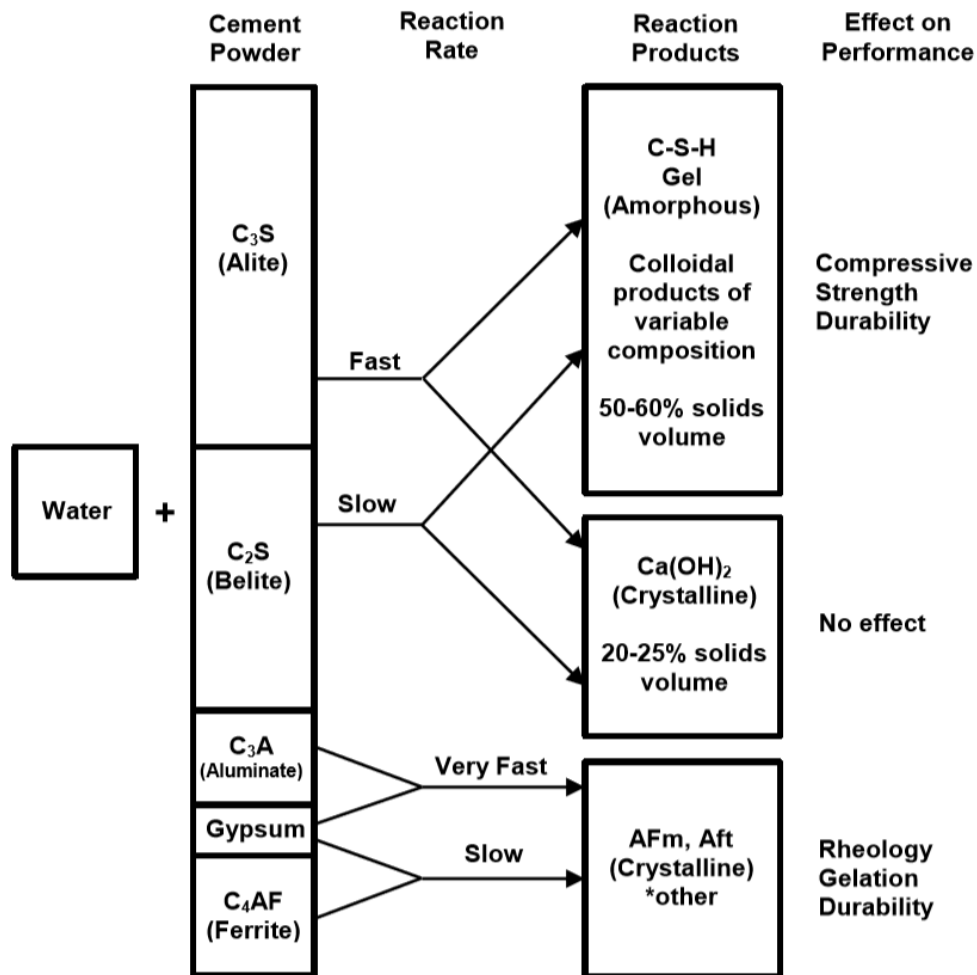 Cement
Powder
Reaction
Rate
Reaction
Products
Effect on
Performance
Water
+
C₃S
(Alite)
C₂S
(Belite)
C₃A
(Aluminate)
Gypsum
C₄AF
(Ferrite)
Fast
Slow
Very Fast
Slow
C-S-H
Gel
(Amorphous)
Colloidal
products of
variable
composition
50-60% solids
volume
Ca(OH)₂
(Crystalline)
20-25% solids
volume
AFm, Aft
(Crystalline)
*other
Compressive
Strength
Durability
No effect
Rheology
Gelation
Durability